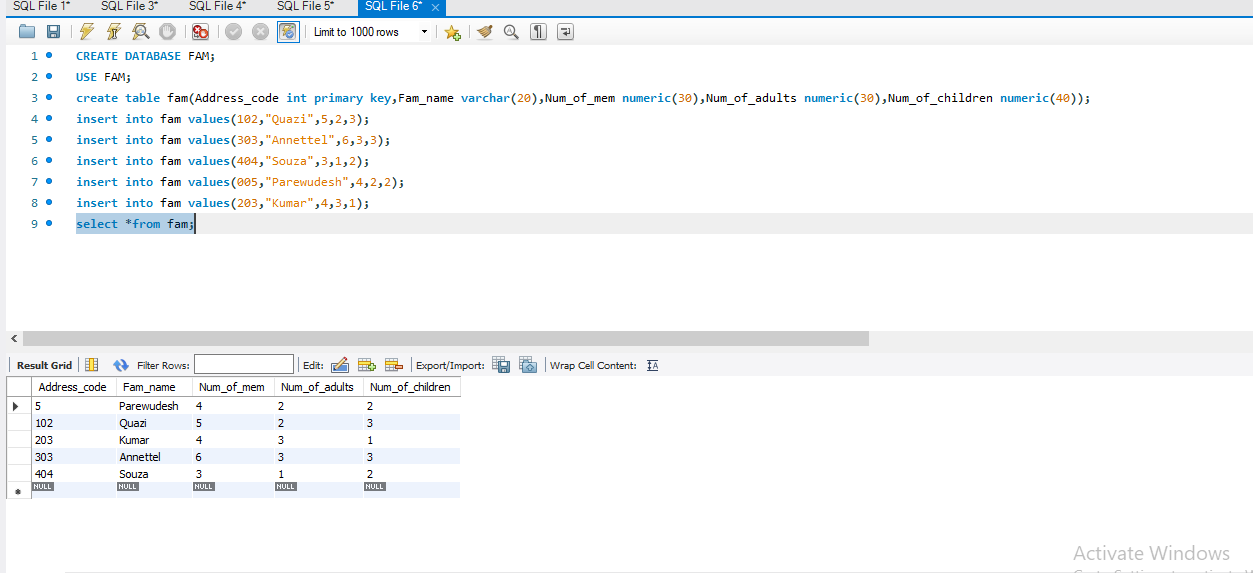 SQL File 1* SQL File 3* SQL File 4* SQL File 5* SQL File 6* ×
Limit to 1000 rows
1 CREATE DATABASE FAM;
2 USE FAM;
3 create table fam(Address_code int primary key,Fam_name varchar(20),Num_of_mem numeric(30),Num_of_adults numeric(30),Num_of_children numeric(40));
4 insert into fam values(102,"Quazi",5,2,3);
5 insert into fam values(303,"Annettel",6,3,3);
6 insert into fam values(404,"Souza",3,1,2);
7 insert into fam values(005,"Parewudesh",4,2,2);
8 insert into fam values(203,"Kumar",4,3,1);
9 select *from fam;
Result Grid Filter Rows: Edit: Export/Import: Wrap Cell Content:
Address_code Fam_name Num_of_mem Num_of_adults Num_of_children
5 Parewudesh 4 2 2
102 Quazi 5 2 3
203 Kumar 4 3 1
303 Annettel 6 3 3
404 Souza 3 1 2
NULL NULL NULL NULL NULL
Activate Windows